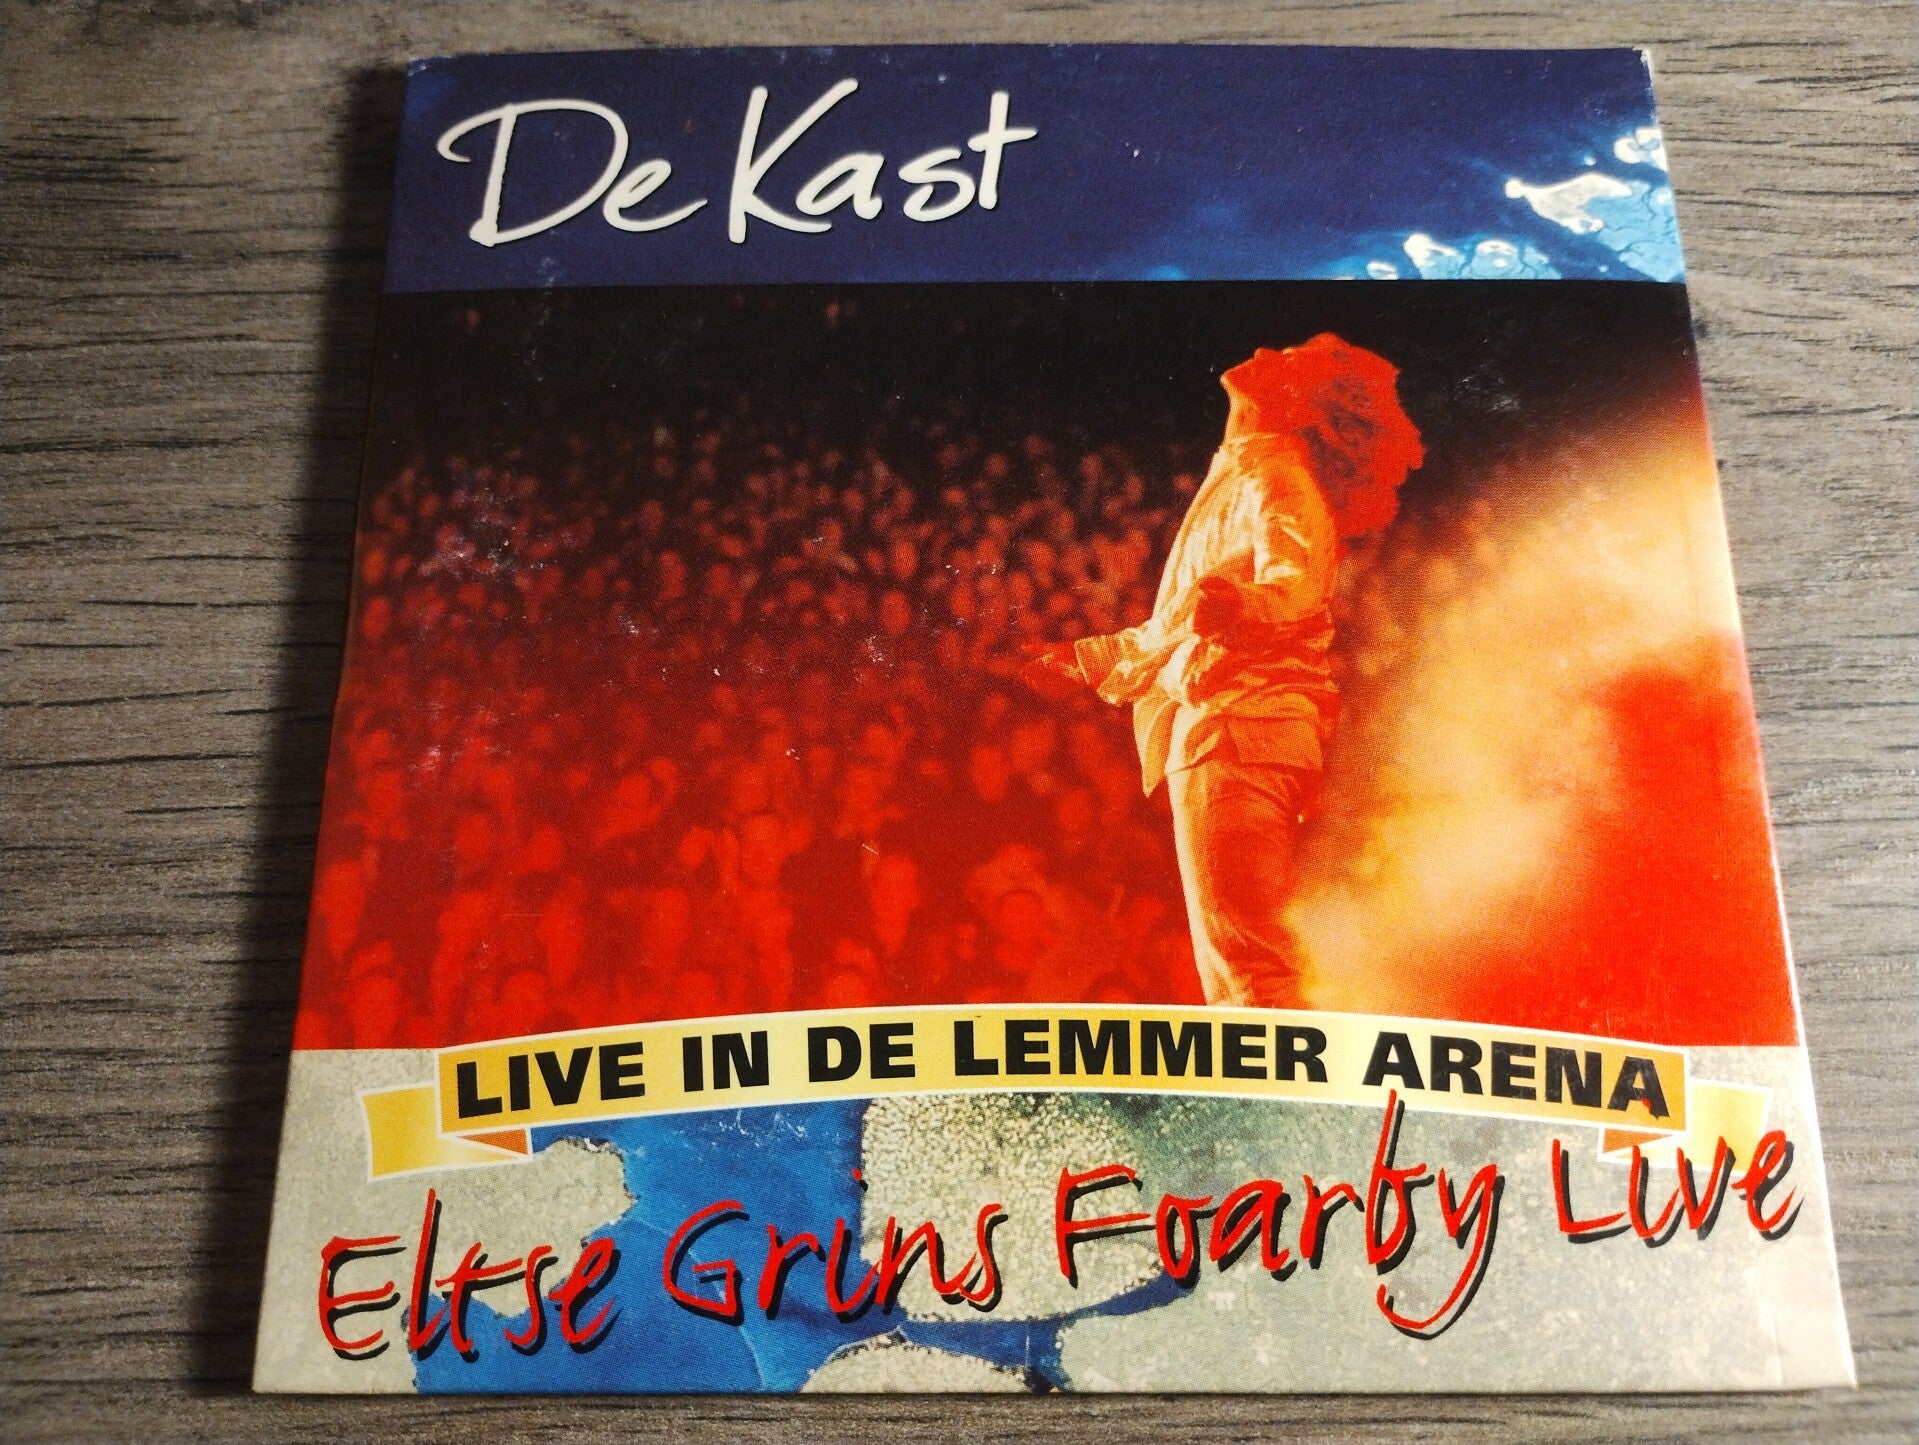 De Kast
LIVE IN DE LEMMER ARENA
Eltse Grins Foarby Live